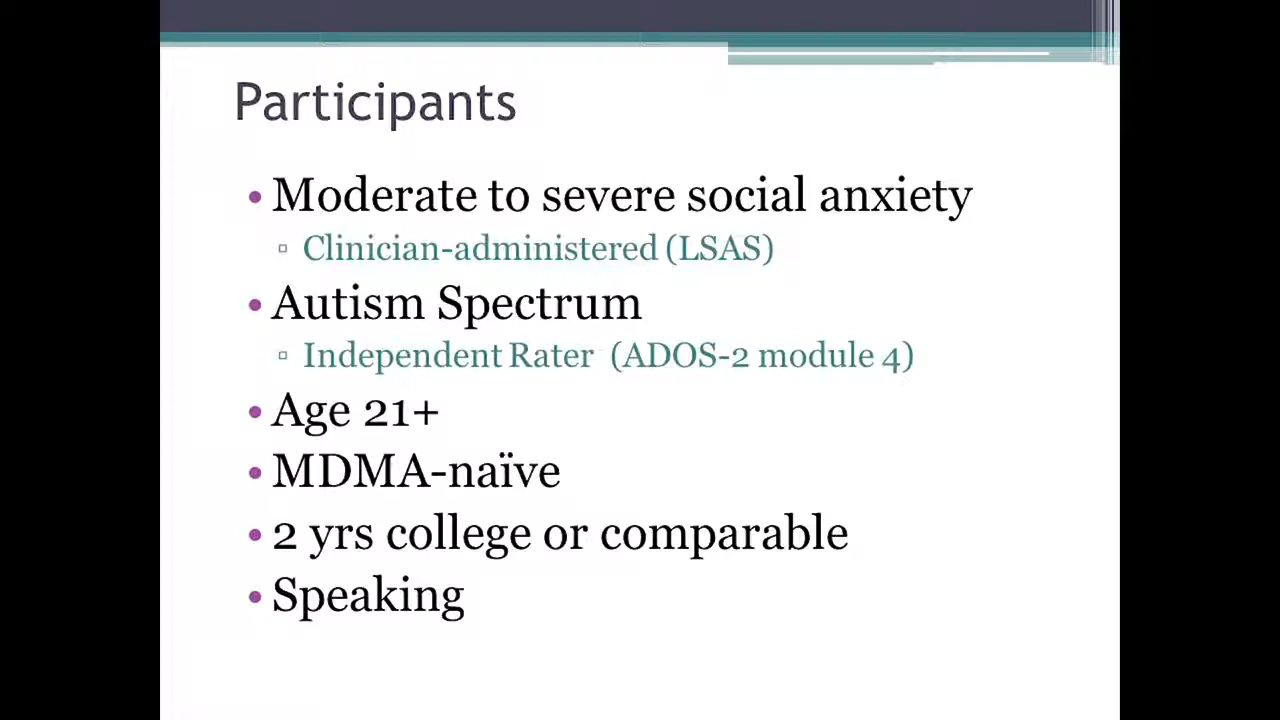 Participants
• Moderate to severe social anxiety
▫ Clinician-administered (LSAS)
• Autism Spectrum
▫ Independent Rater (ADOS-2 module 4)
• Age 21+
• MDMA-naïve
• 2 yrs college or comparable
• Speaking